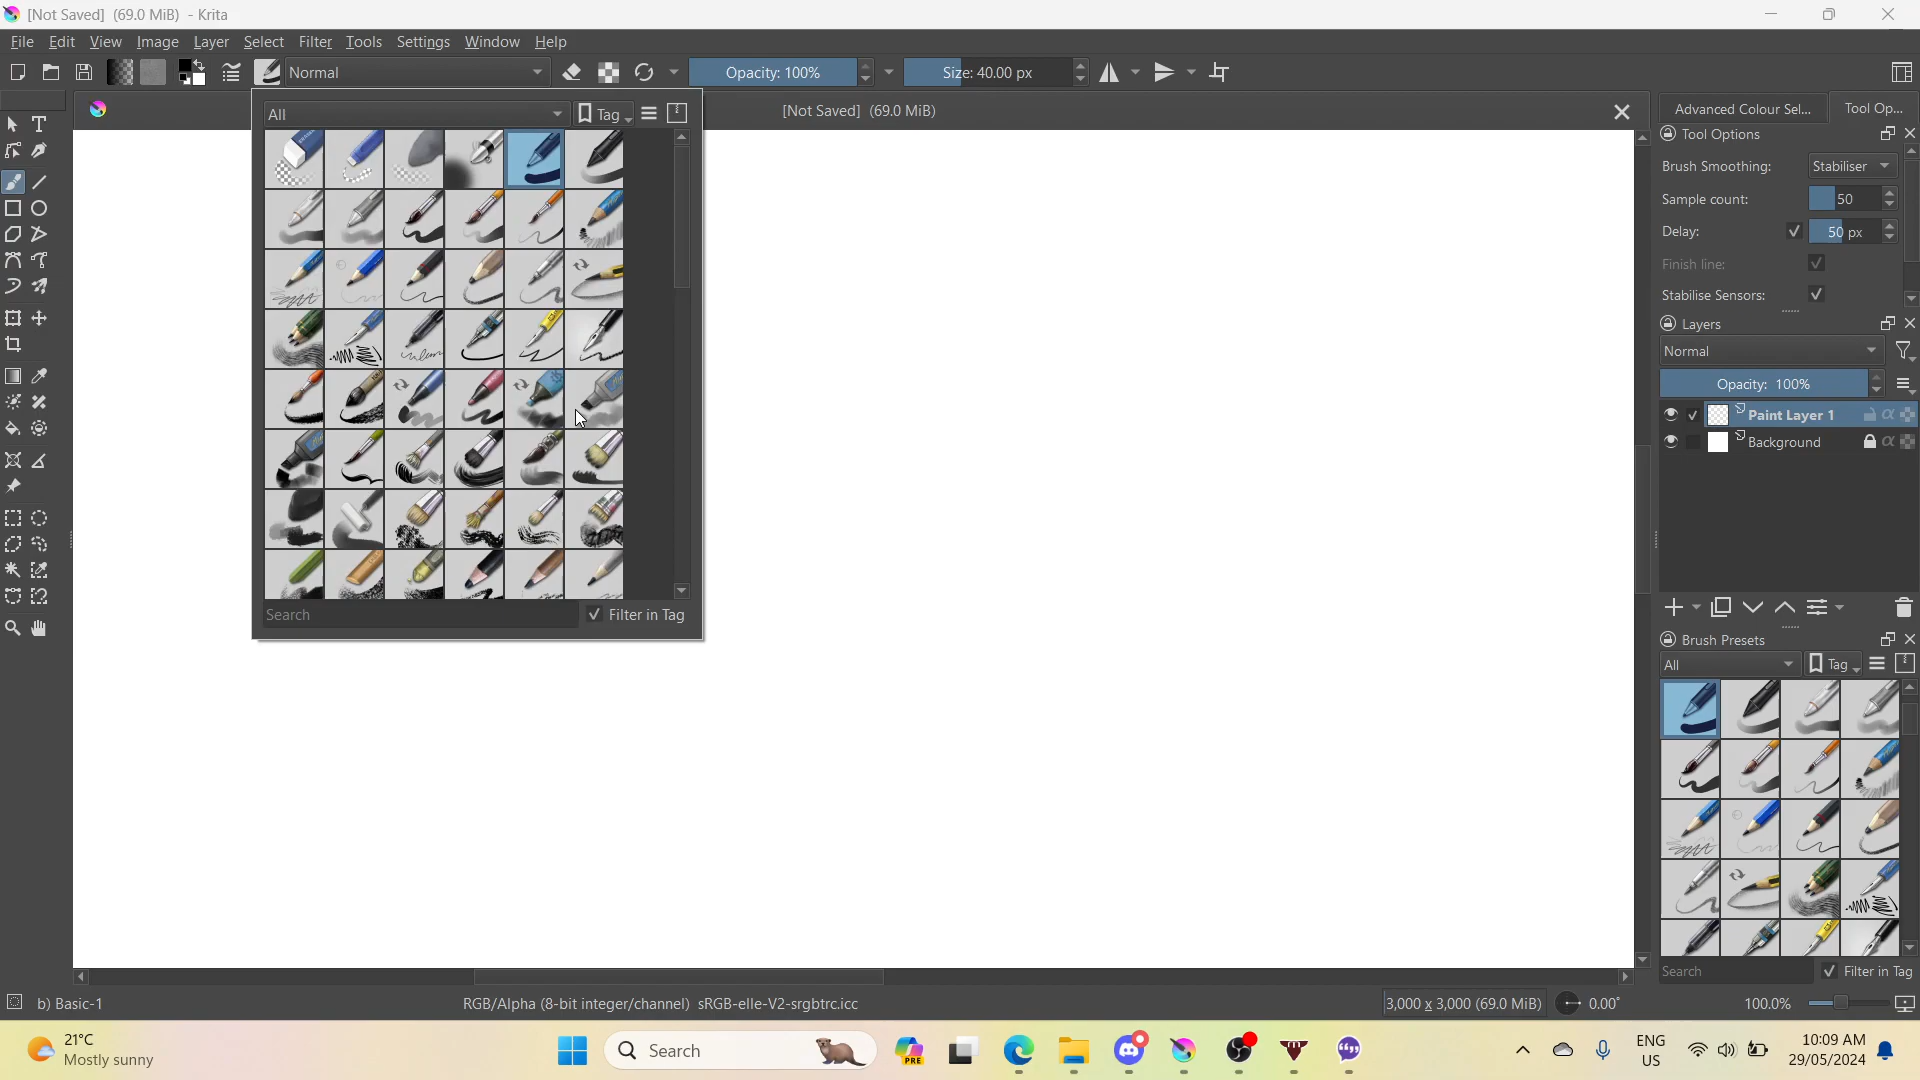 [Not Saved]  (69.0 MiB)  - Krita
File Edit View Image Layer Select Filter Tools Settings Window Help
Normal
Opacity: 100%
Size: 40.00 px
All
Tag
[Not Saved]  (69.0 MiB)
Advanced Colour Sel...
Tool Op...
Tool Options
Brush Smoothing: Stabiliser
Sample count: 50
Delay: 50 px
Finish line:
Stabilise Sensors:
Layers
Normal
Opacity: 100%
Paint Layer 1
Background
Search
Filter in Tag
Brush Presets
All
Tag
Search
Filter in Tag
b) Basic-1
RGB/Alpha (8-bit integer/channel)  sRGB-elle-V2-srgbtrc.icc
3,000 x 3,000 (69.0 MiB)
0.00°
100.0%
21°C
Mostly sunny
Search
PRE
ENG
US
10:09 AM
29/05/2024